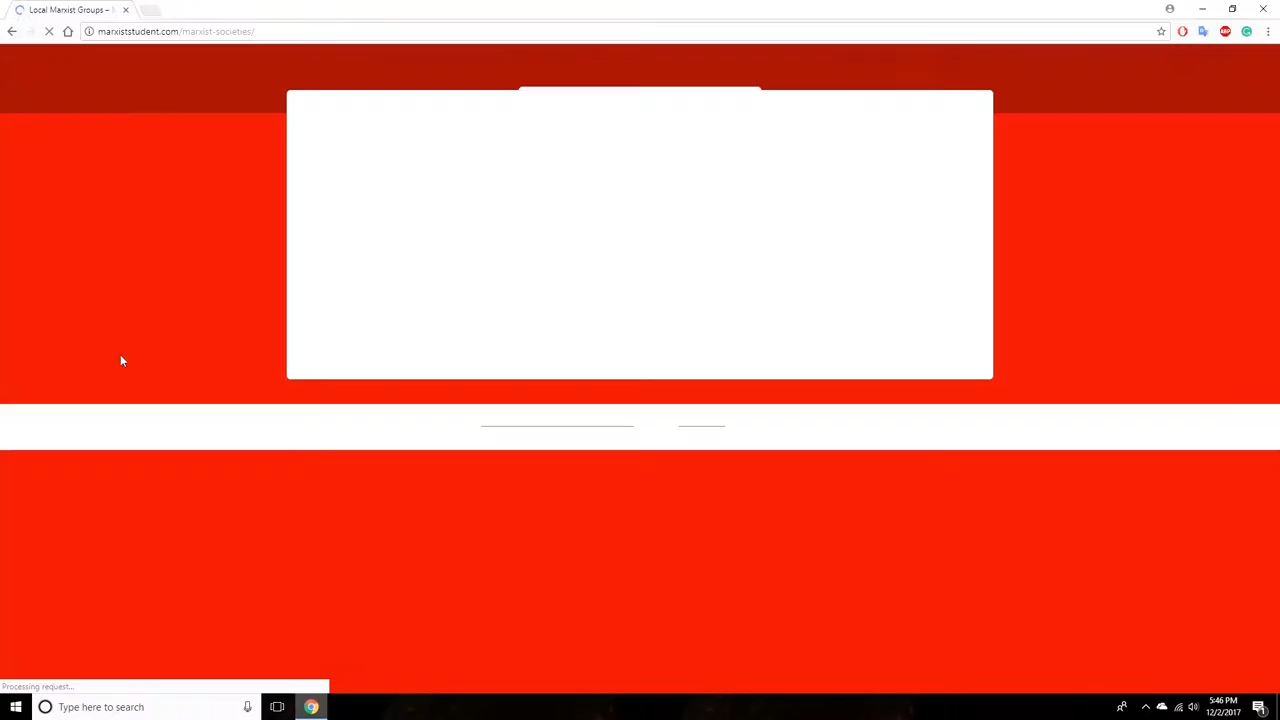 Local Marxist Groups –
marxiststudent.com/marxist-societies/
ABP
Processing request...
Type here to search
5:46 PM
12/2/2017